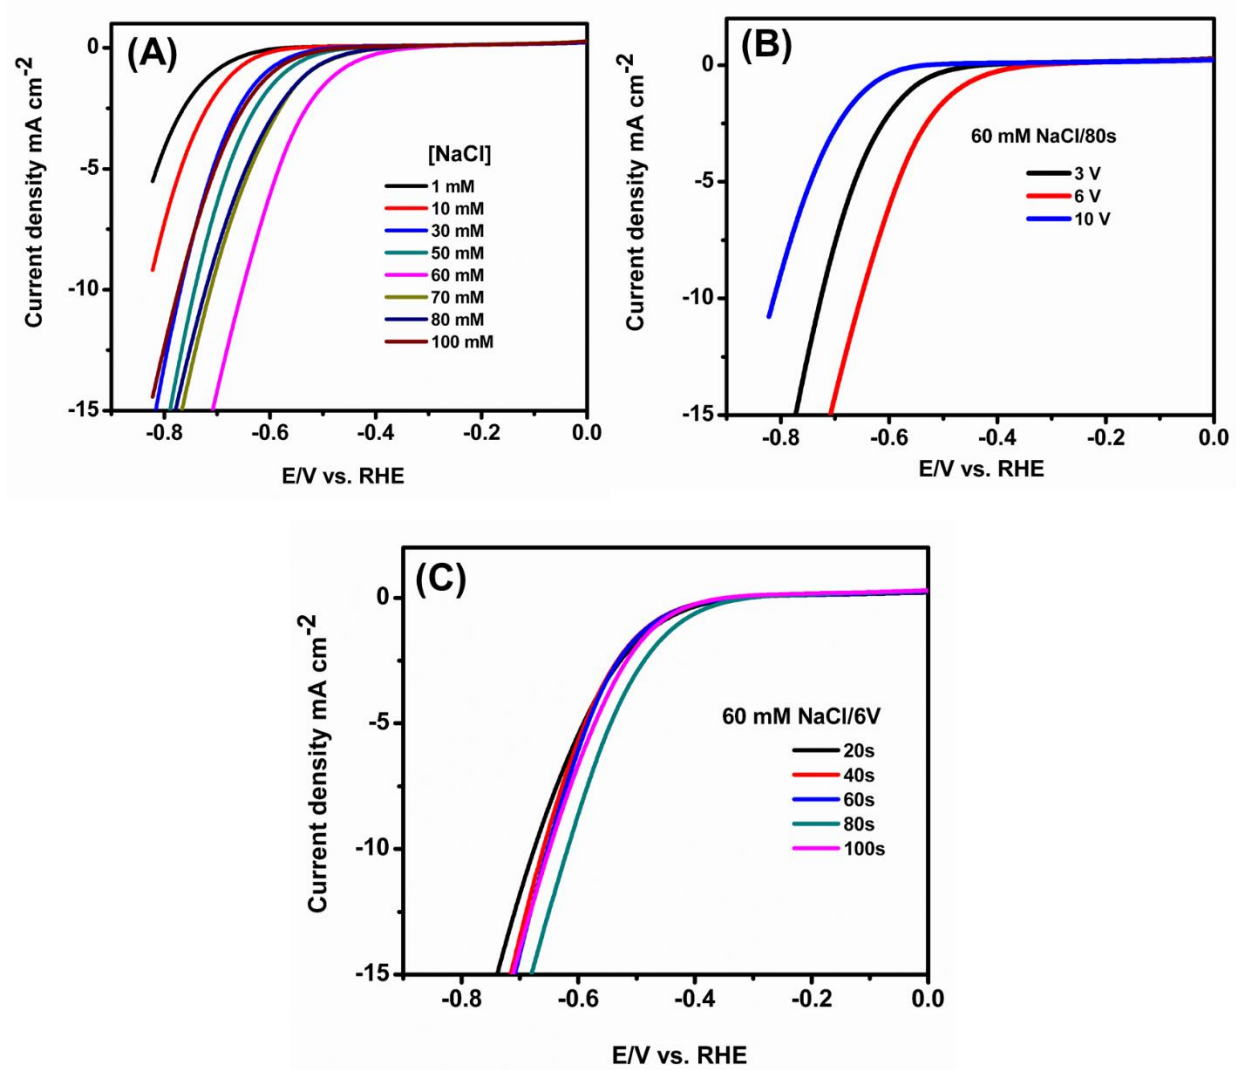 (A)
Current density mA cm-2
0
-5
-10
-15
[NaCl]
1 mM
10 mM
30 mM
50 mM
60 mM
70 mM
80 mM
100 mM
-0.8 -0.6 -0.4 -0.2 0.0
E/V vs. RHE
(B)
Current density mA cm-2
0
-5
-10
-15
60 mM NaCl/80s
3 V
6 V
10 V
-0.8 -0.6 -0.4 -0.2 0.0
E/V vs. RHE
(C)
Current density mA cm-2
0
-5
-10
-15
60 mM NaCl/6V
20s
40s
60s
80s
100s
-0.8 -0.6 -0.4 -0.2 0.0
E/V vs. RHE